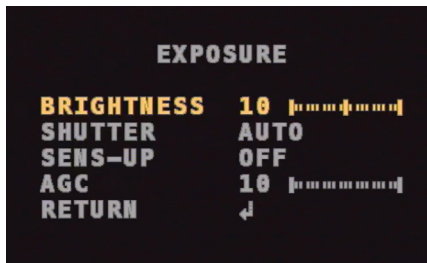 EXPOSURE
BRIGHTNESS 10
SHUTTER AUTO
SENS-UP OFF
AGC 10
RETURN ↲